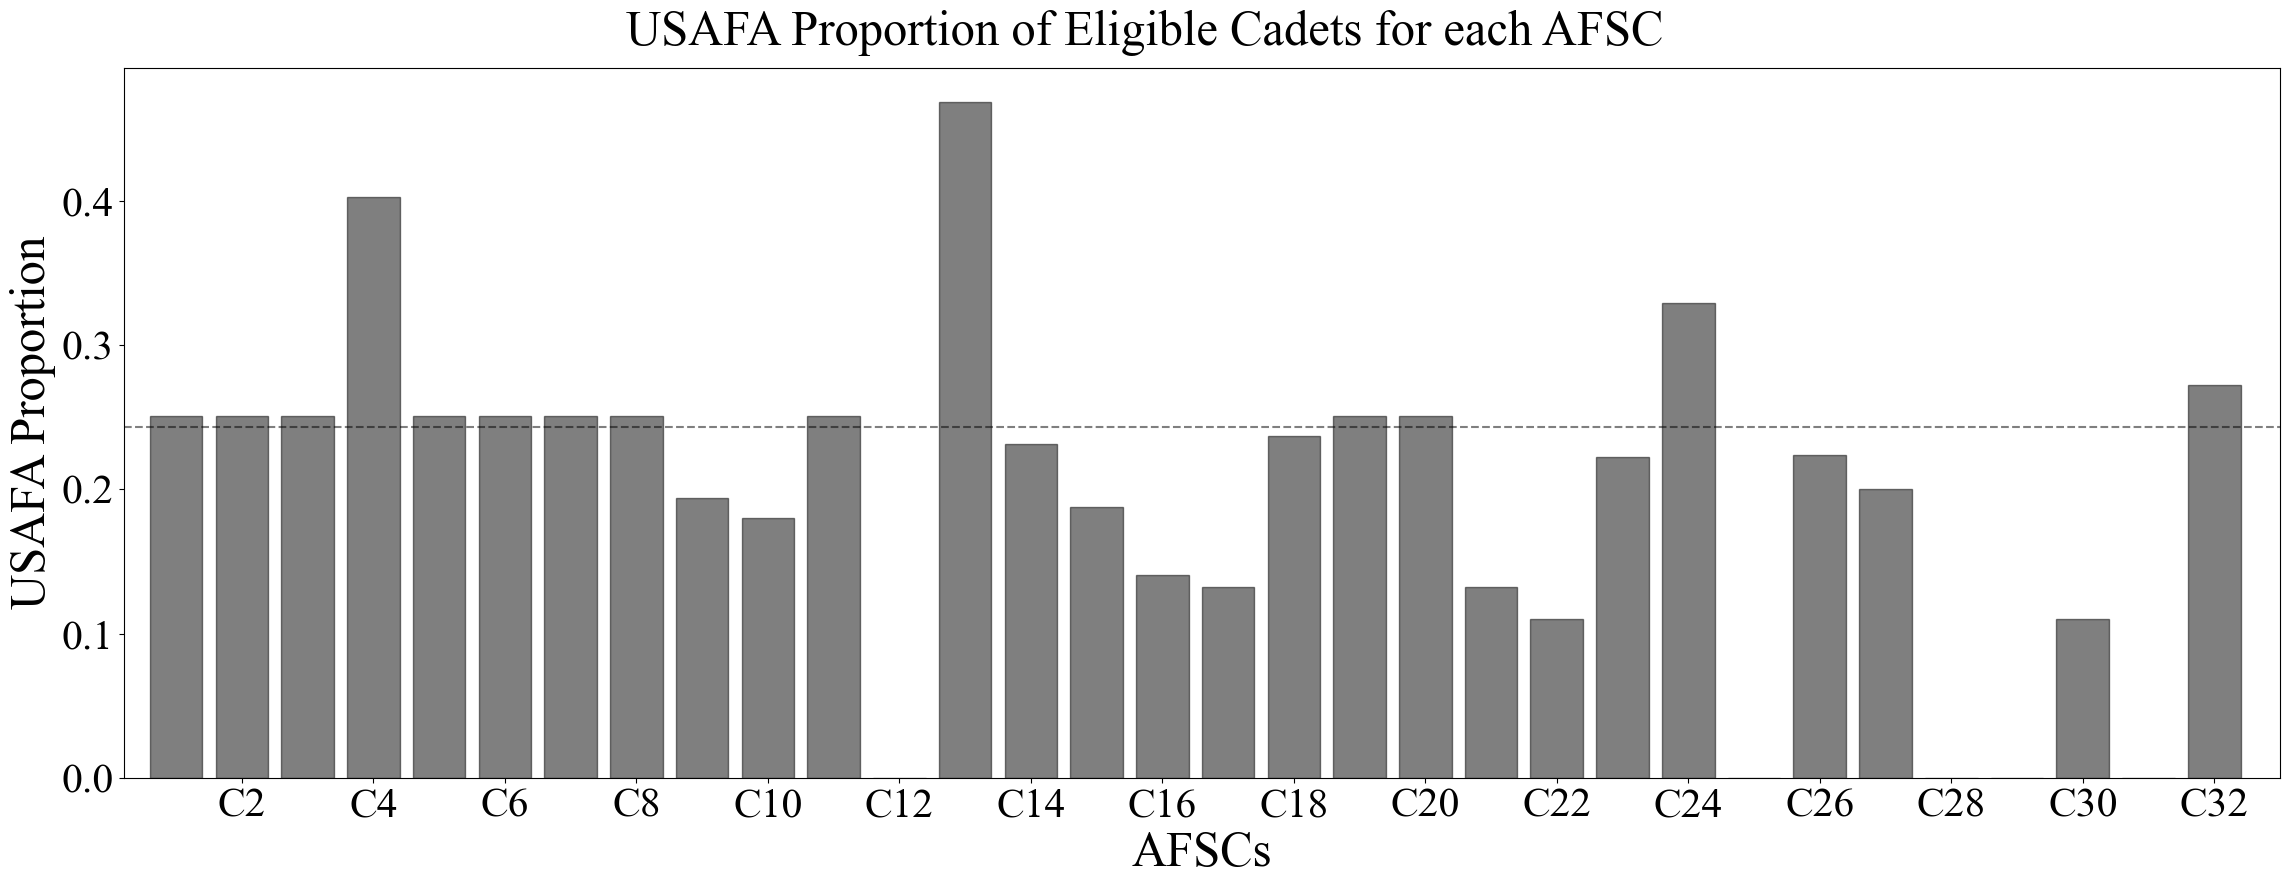 USAFA Proportion of Eligible Cadets for each AFSC
USAFA Proportion
0.4
0.3
0.2
0.1
0.0
C2 C4 C6 C8 C10 C12 C14 C16 C18 C20 C22 C24 C26 C28 C30 C32
AFSCs